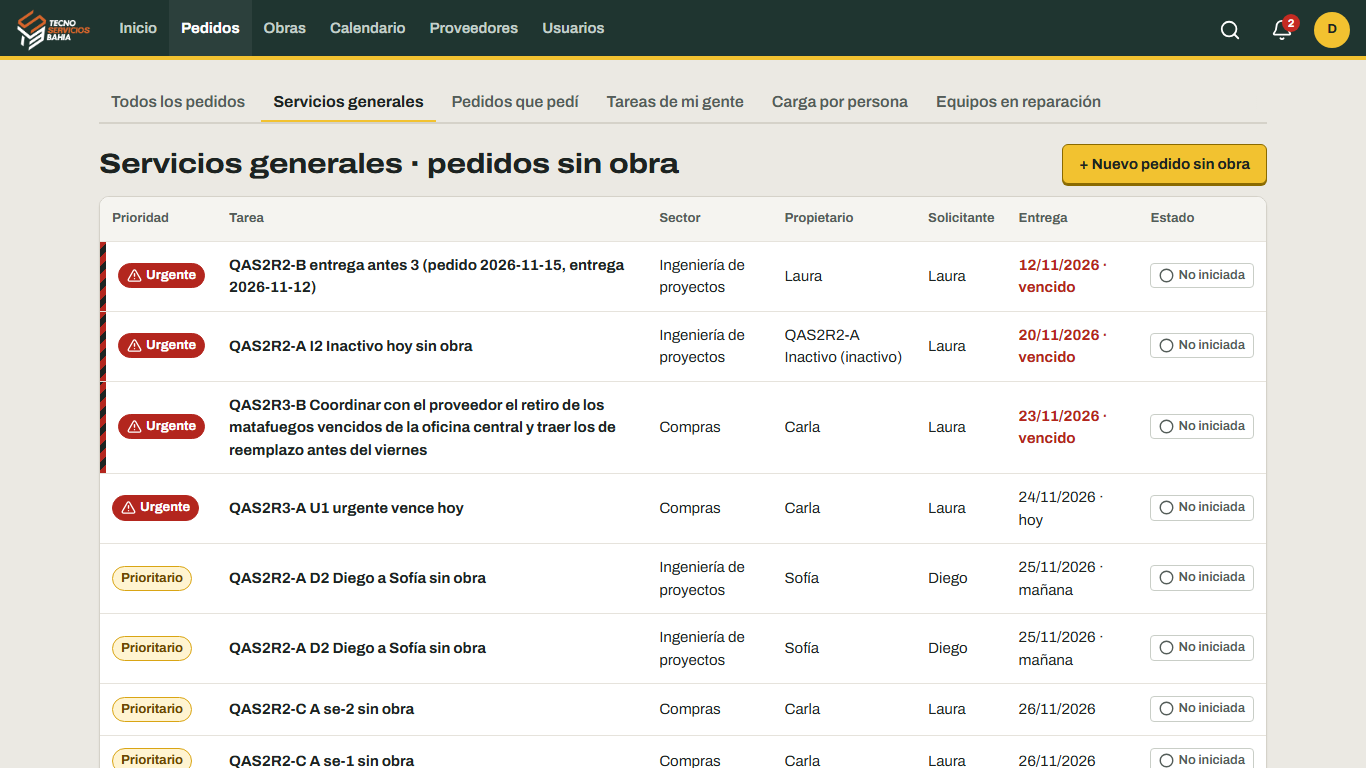 TECNO
SERVICIOS
BAHIA
Inicio
Pedidos
Obras
Calendario
Proveedores
Usuarios
2
D
Todos los pedidos
Servicios generales
Pedidos que pedí
Tareas de mi gente
Carga por persona
Equipos en reparación
Servicios generales · pedidos sin obra
+ Nuevo pedido sin obra
Prioridad
Tarea
Sector
Propietario
Solicitante
Entrega
Estado
Urgente
QAS2R2-B entrega antes 3 (pedido 2026-11-15, entrega
2026-11-12)
Ingeniería de
proyectos
Laura
Laura
12/11/2026 ·
vencido
No iniciada
Urgente
QAS2R2-A I2 Inactivo hoy sin obra
Ingeniería de
proyectos
QAS2R2-A
Inactivo (inactivo)
Laura
20/11/2026 ·
vencido
No iniciada
Urgente
QAS2R3-B Coordinar con el proveedor el retiro de los
matafuegos vencidos de la oficina central y traer los de
reemplazo antes del viernes
Compras
Carla
Laura
23/11/2026 ·
vencido
No iniciada
Urgente
QAS2R3-A U1 urgente vence hoy
Compras
Carla
Laura
24/11/2026 ·
hoy
No iniciada
Prioritario
QAS2R2-A D2 Diego a Sofía sin obra
Ingeniería de
proyectos
Sofía
Diego
25/11/2026 ·
mañana
No iniciada
Prioritario
QAS2R2-A D2 Diego a Sofía sin obra
Ingeniería de
proyectos
Sofía
Diego
25/11/2026 ·
mañana
No iniciada
Prioritario
QAS2R2-C A se-2 sin obra
Compras
Carla
Laura
26/11/2026
No iniciada
Prioritario
QAS2R2-C A se-1 sin obra
Compras
Carla
Laura
26/11/2026
No iniciada